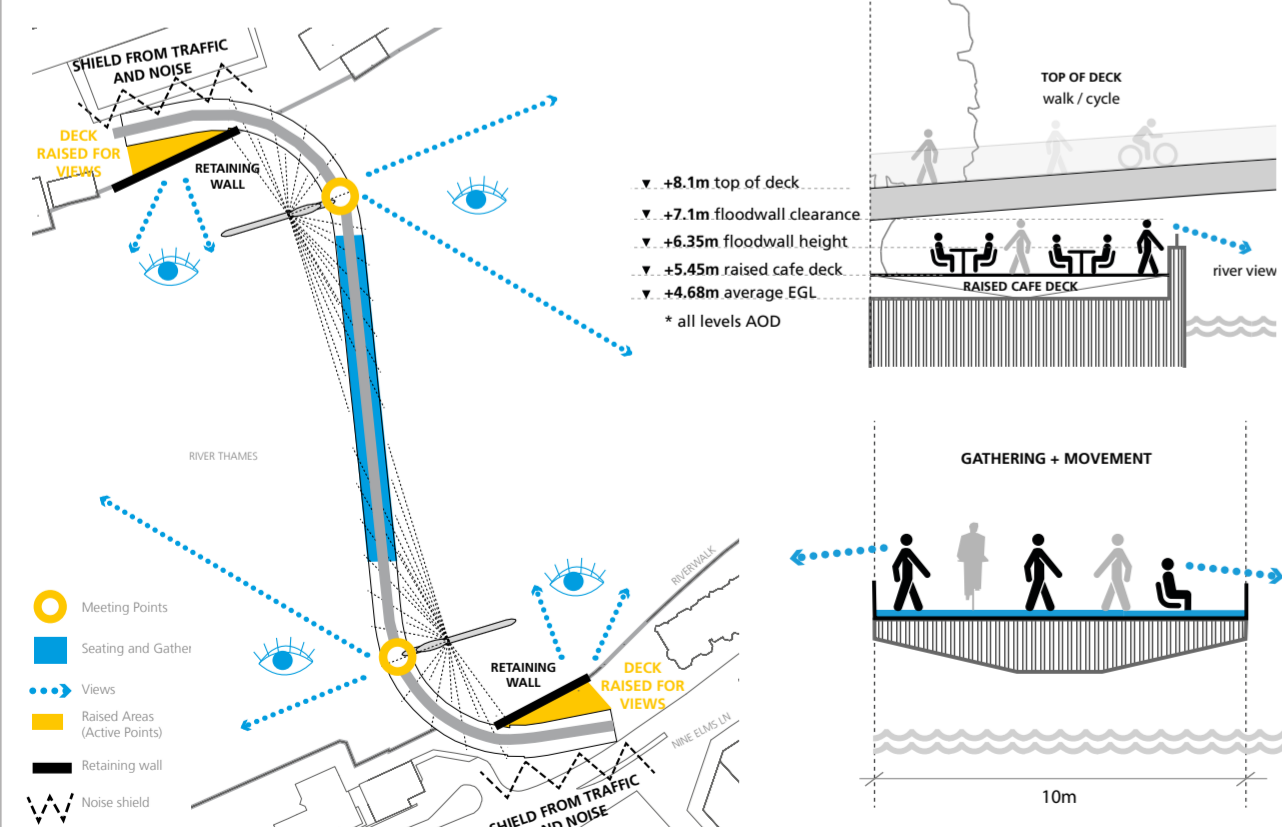 SHIELD FROM TRAFFIC
AND NOISE
DECK
RAISED FOR
VIEWS
RETAINING
WALL
RIVER THAMES
RIVERWALK
RETAINING
WALL
DECK
RAISED FOR
VIEWS
NINE ELMS LN
SHIELD FROM TRAFFIC
AND NOISE
Meeting Points
Seating and Gather
Views
Raised Areas
(Active Points)
Retaining wall
Noise shield
TOP OF DECK
walk / cycle
+8.1m top of deck
+7.1m floodwall clearance
+6.35m floodwall height
+5.45m raised cafe deck
+4.68m average EGL
* all levels AOD
RAISED CAFE DECK
river view
GATHERING + MOVEMENT
10m